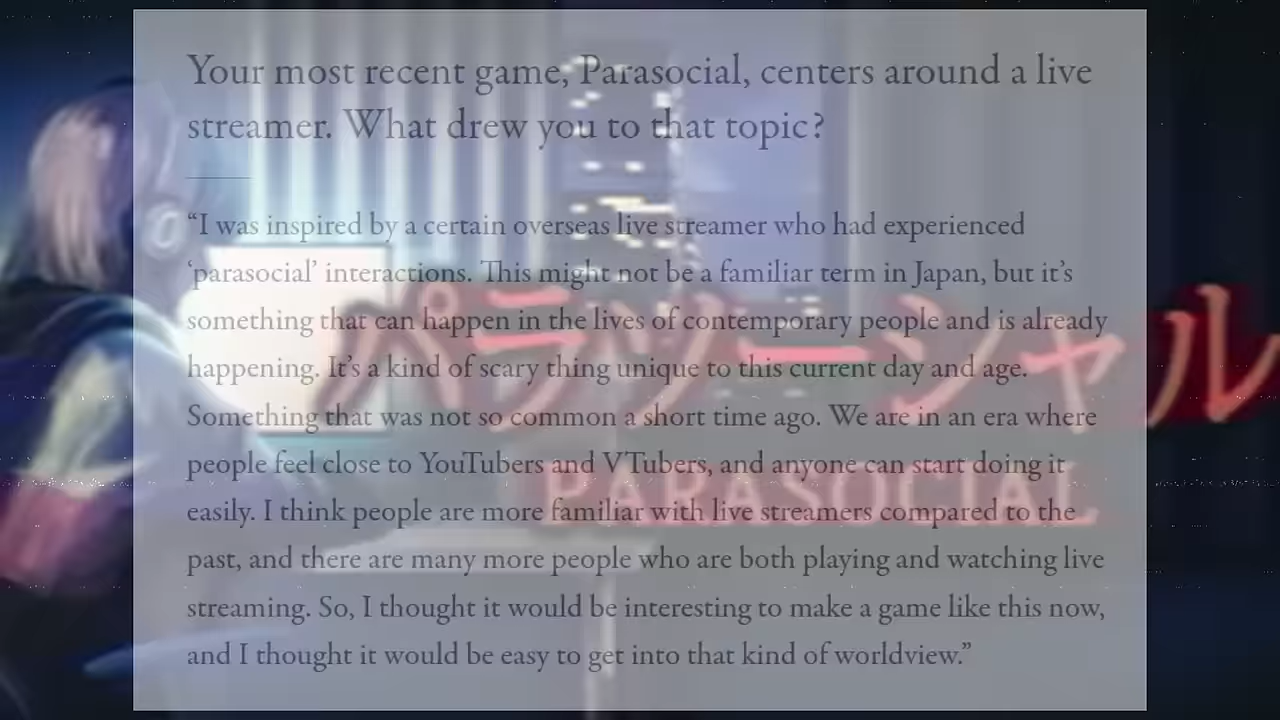 Your most recent game, Parasocial, centers around a live
streamer. What drew you to that topic?
“I was inspired by a certain overseas live streamer who had experienced
‘parasocial’ interactions. This might not be a familiar term in Japan, but it’s
something that can happen in the lives of contemporary people and is already
happening. It’s a kind of scary thing unique to this current day and age.
Something that was not so common a short time ago. We are in an era where
people feel close to YouTubers and VTubers, and anyone can start doing it
easily. I think people are more familiar with live streamers compared to the
past, and there are many more people who are both playing and watching live
streaming. So, I thought it would be interesting to make a game like this now,
and I thought it would be easy to get into that kind of worldview.”
パラソーシャル
PARASOCIAL